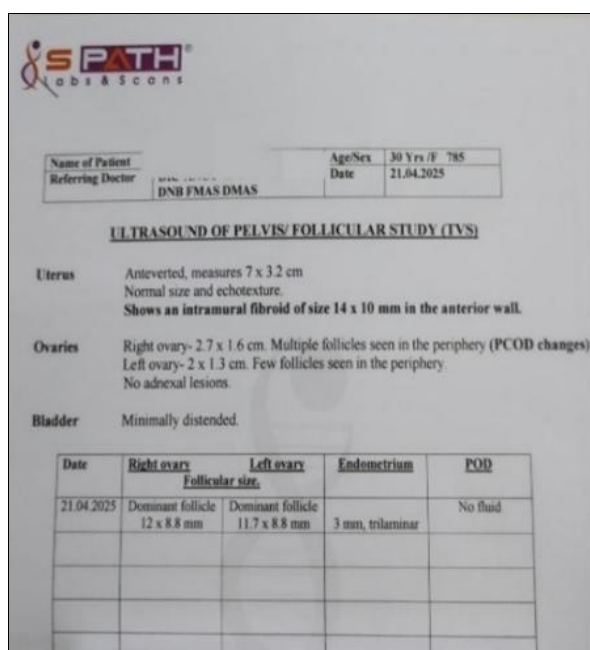 S PATH®
Labs & Scans
Name of Patient
Age/Sex 30 Yrs /F 785
Referring Doctor
Date 21.04.2025
DNB FMAS DMAS
ULTRASOUND OF PELVIS/ FOLLICULAR STUDY (TVS)
Uterus Anteverted, measures 7 x 3.2 cm
Normal size and echotexture.
Shows an intramural fibroid of size 14 x 10 mm in the anterior wall.
Ovaries Right ovary- 2.7 x 1.6 cm. Multiple follicles seen in the periphery (PCOD changes)
Left ovary- 2 x 1.3 cm. Few follicles seen in the periphery
No adnexal lesions.
Bladder Minimally distended.
Date Right ovary Left ovary Endometrium POD
Follicular size.
21.04.2025 Dominant follicle Dominant follicle No fluid
12 x 8.8 mm 11.7 x 8.8 mm 3 mm, trilaminar